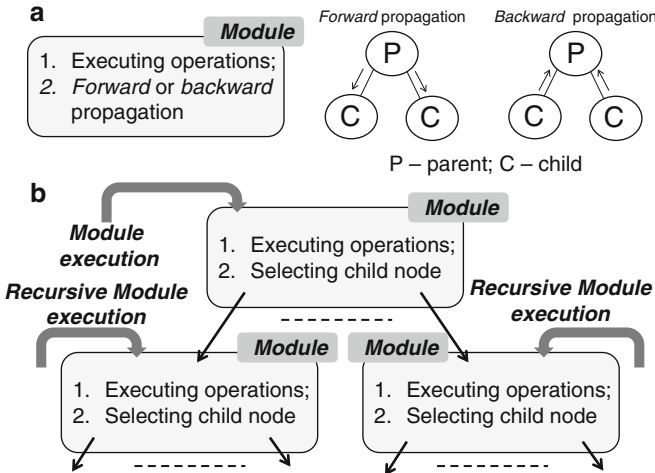 a
Module
1. Executing operations;
2. Forward or backward
propagation
Forward propagation
P
C
C
Backward propagation
P
C
C
P – parent; C – child
b
Module
execution
Module
1. Executing operations;
2. Selecting child node
Recursive Module
execution
Recursive Module
execution
Module
1. Executing operations;
2. Selecting child node
Module
1. Executing operations;
2. Selecting child node